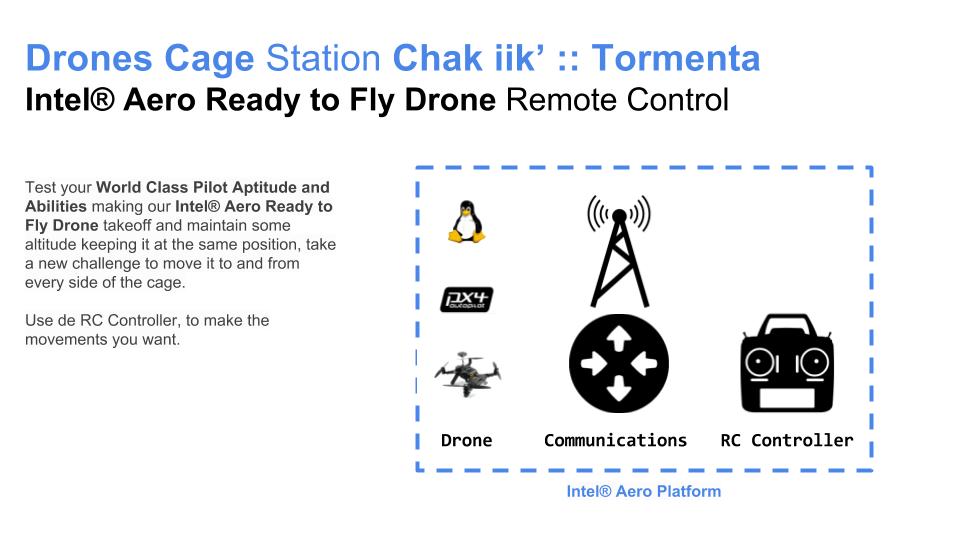 Drones Cage Station Chak iik’ :: Tormenta
Intel® Aero Ready to Fly Drone Remote Control
Test your World Class Pilot Aptitude and
Abilities making our Intel® Aero Ready to
Fly Drone takeoff and maintain some
altitude keeping it at the same position, take
a new challenge to move it to and from
every side of the cage.
Use de RC Controller, to make the
movements you want.
px4
autopilot
Drone
Communications
RC Controller
Intel® Aero Platform